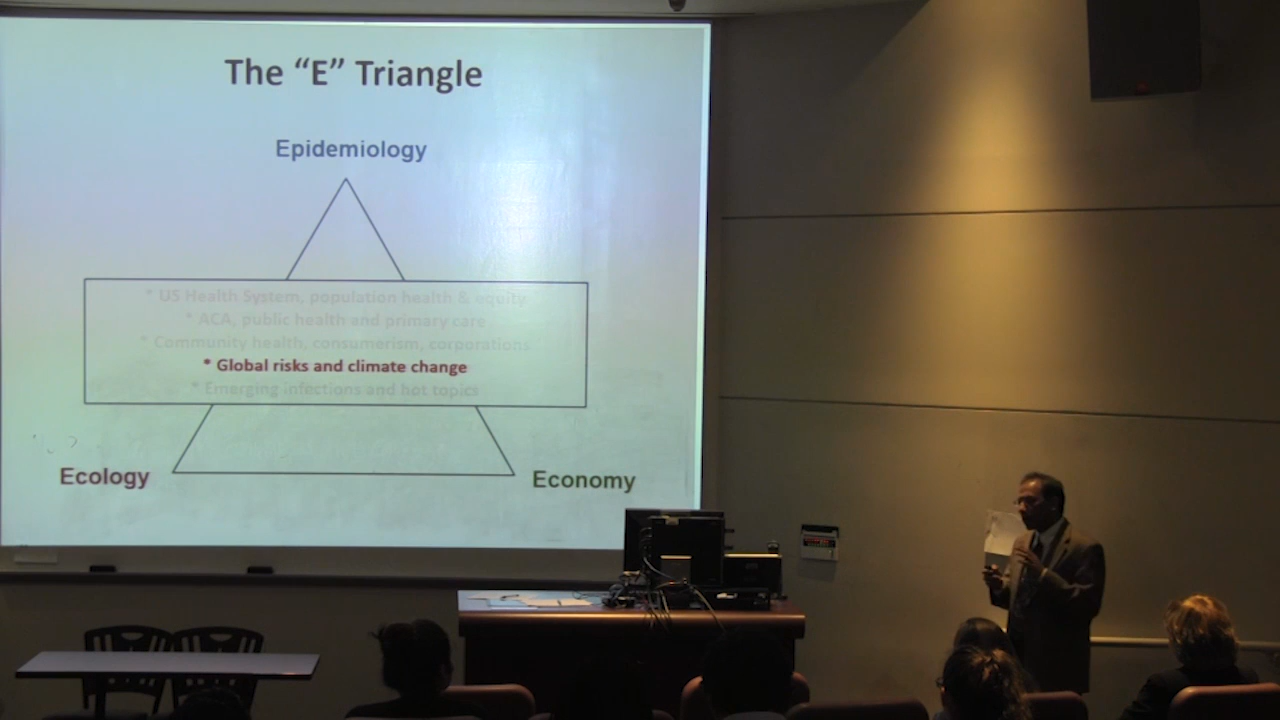 The “E” Triangle
Epidemiology
* US Health System, population health & equity
* ACA, public health and primary care
* Community health, consumerism, corporations
* Global risks and climate change
* Emerging infections and hot topics
Ecology
Economy